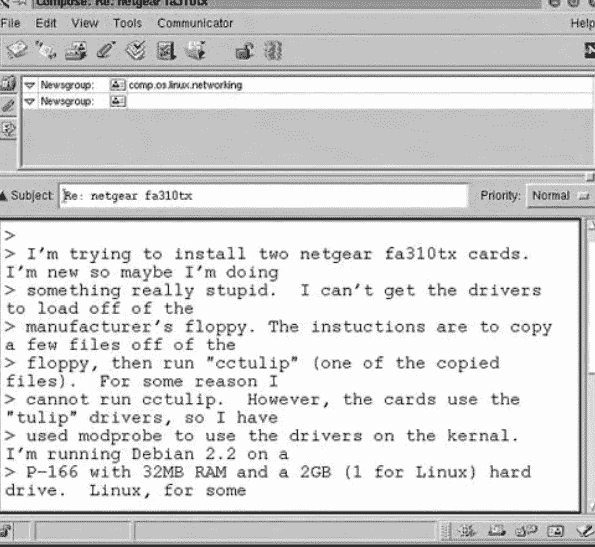 Compose: Re: netgear fa310tx
File Edit View Tools Communicator Help
Newsgroup: comp.os.linux.networking
Newsgroup:
Subject: Re: netgear fa310tx Priority: Normal
>
> I'm trying to install two netgear fa310tx cards.
I'm new so maybe I'm doing
> something really stupid. I can't get the drivers
to load off of the
> manufacturer's floppy. The instuctions are to copy
a few files off of the
> floppy, then run "cctulip" (one of the copied
files). For some reason I
> cannot run cctulip. However, the cards use the
"tulip" drivers, so I have
> used modprobe to use the drivers on the kernal.
I'm running Debian 2.2 on a
> P-166 with 32MB RAM and a 2GB (1 for Linux) hard
drive. Linux, for some